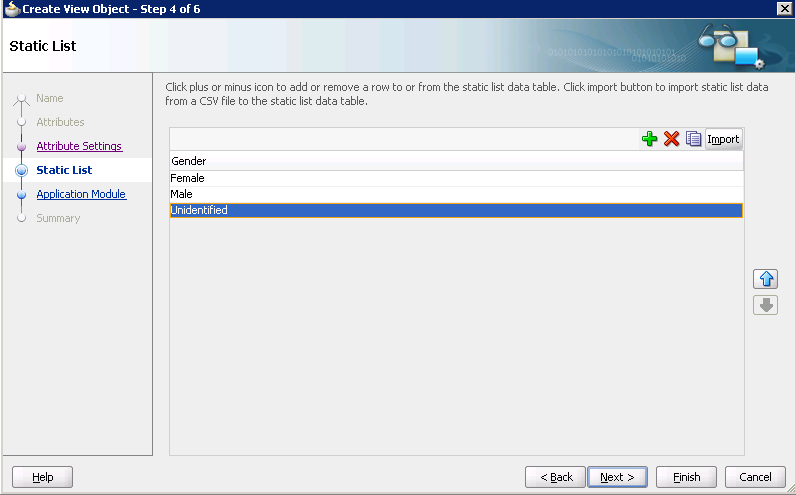 Create View Object - Step 4 of 6
Static List
Name
Attributes
Attribute Settings
Static List
Application Module
Summary
Click plus or minus icon to add or remove a row to or from the static list data table. Click import button to import static list data
from a CSV file to the static list data table.
Import
Gender
Female
Male
Unidentified
Help
< Back
Next >
Finish
Cancel